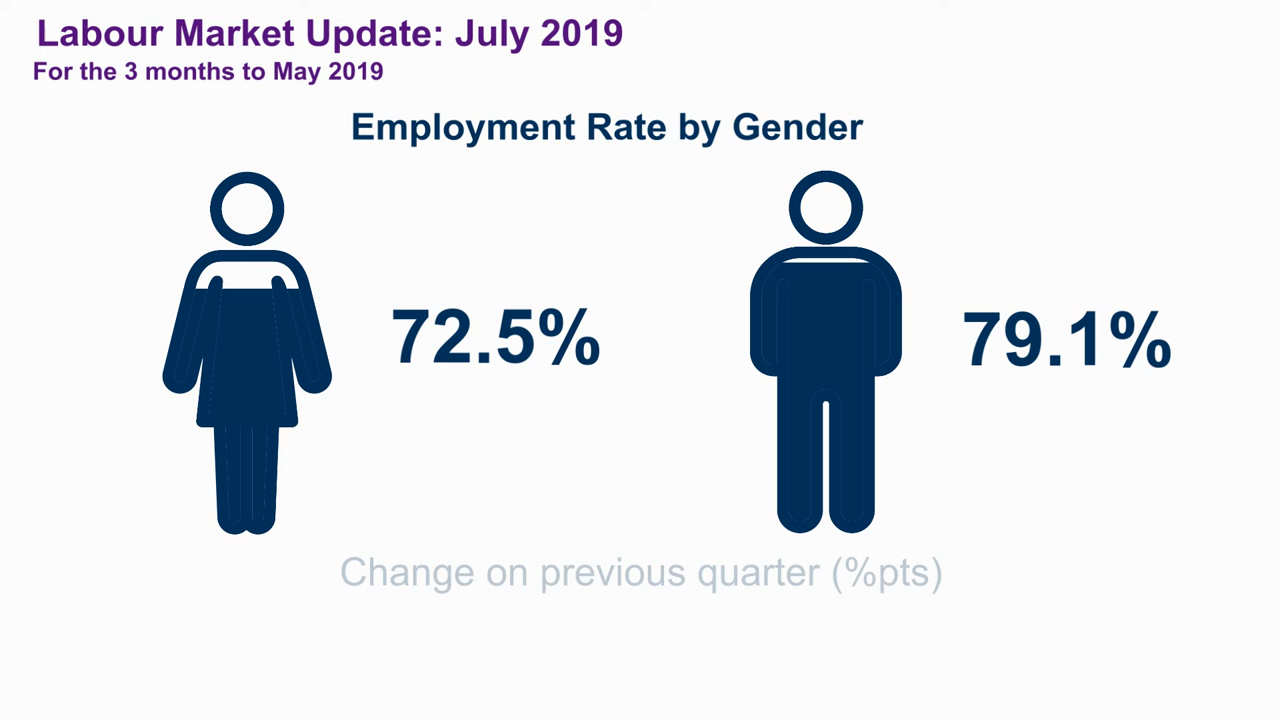 Labour Market Update: July 2019
For the 3 months to May 2019
Employment Rate by Gender
72.5%
79.1%
Change on previous quarter (%pts)